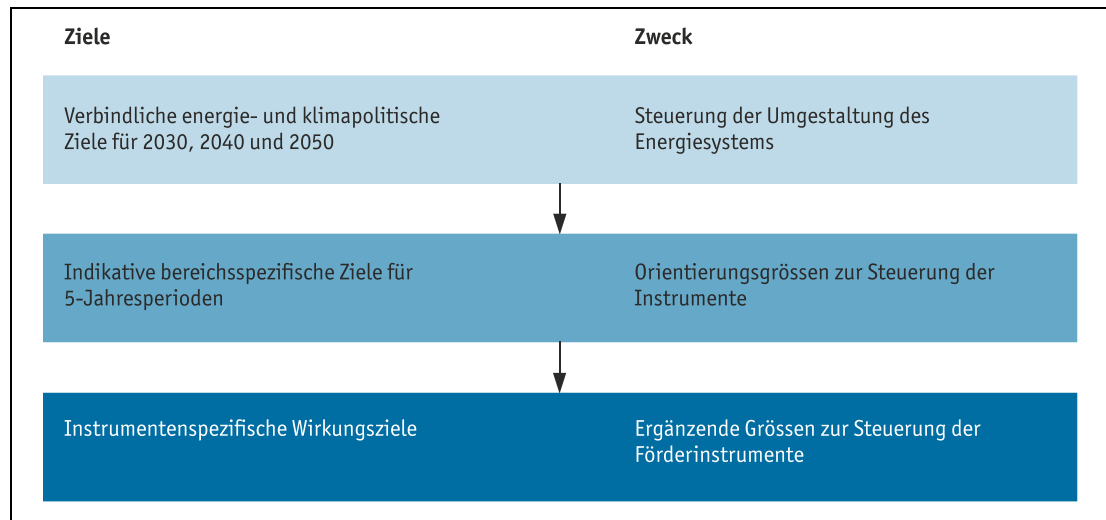 Ziele
Zweck
Verbindliche energie- und klimapolitische
Ziele für 2030, 2040 und 2050
Steuerung der Umgestaltung des
Energiesystems
Indikative bereichsspezifische Ziele für
5-Jahresperioden
Orientierungsgrössen zur Steuerung der
Instrumente
Instrumentenspezifische Wirkungsziele
Ergänzende Grössen zur Steuerung der
Förderinstrumente